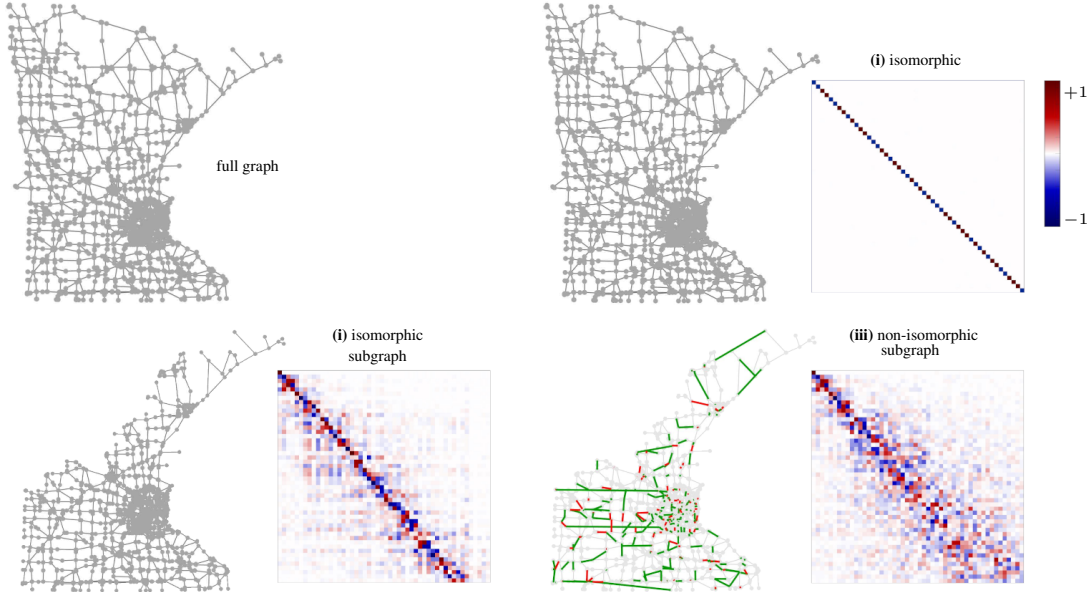 full graph
(i) isomorphic
+1
−1
(i) isomorphic
subgraph
(iii) non-isomorphic
subgraph